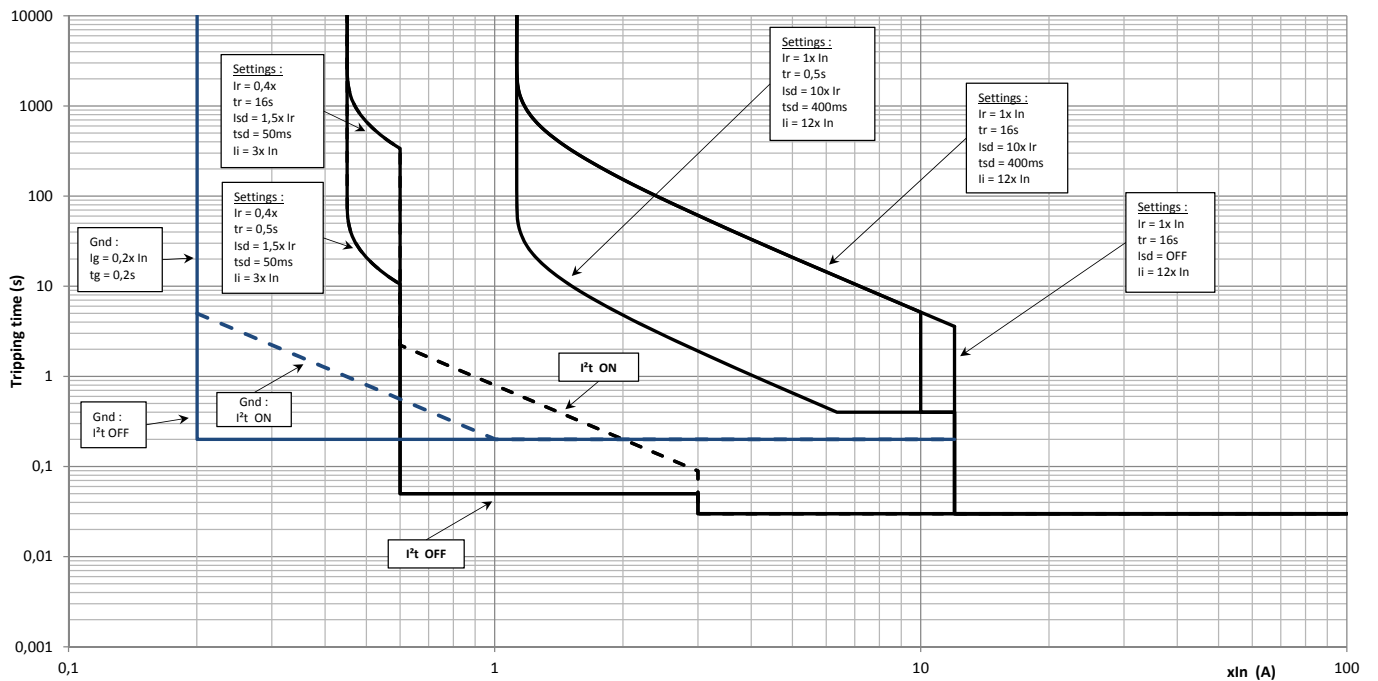 10000
1000
100
10
1
0,1
0,01
0,001
Tripping time (s)
0,1
1
10
100
xIn (A)
Settings :
Ir = 0,4x
tr = 16s
Isd = 1,5x Ir
tsd = 50ms
Ii = 3x In
Settings :
Ir = 0,4x
tr = 0,5s
Isd = 1,5x Ir
tsd = 50ms
Ii = 3x In
Gnd :
Ig = 0,2x In
tg = 0,2s
Gnd :
I²t OFF
Gnd :
I²t ON
I²t ON
I²t OFF
Settings :
Ir = 1x In
tr = 0,5s
Isd = 10x Ir
tsd = 400ms
Ii = 12x In
Settings :
Ir = 1x In
tr = 16s
Isd = 10x Ir
tsd = 400ms
Ii = 12x In
Settings :
Ir = 1x In
tr = 16s
Isd = OFF
Ii = 12x In